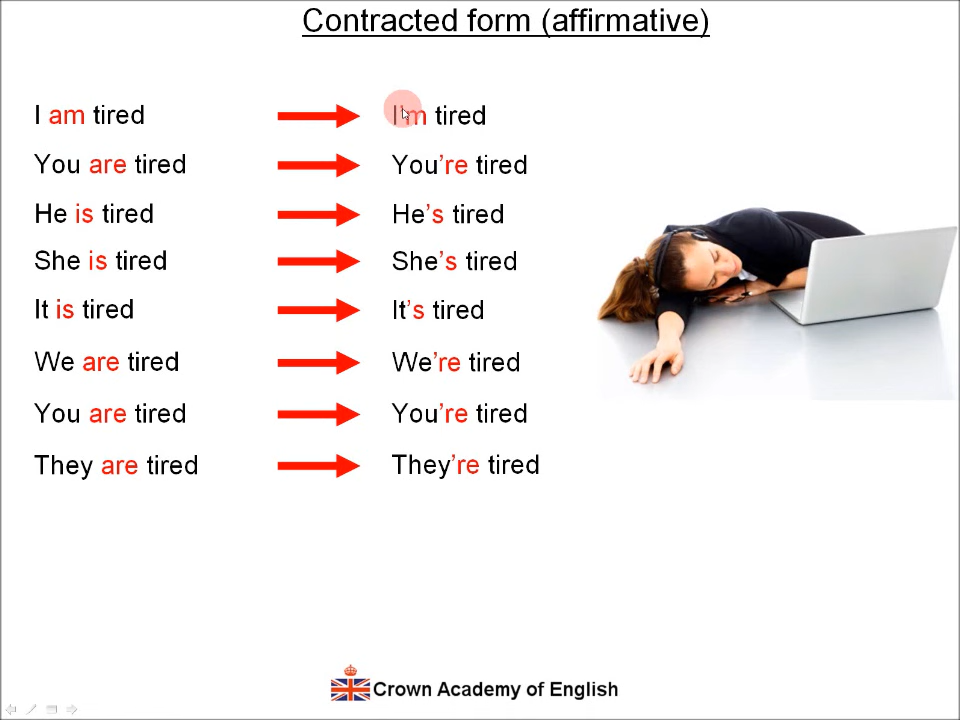 Contracted form (affirmative)
I am tired I'm tired
You are tired You’re tired
He is tired He’s tired
She is tired She’s tired
It is tired It’s tired
We are tired We’re tired
You are tired You’re tired
They are tired They’re tired
Crown Academy of English